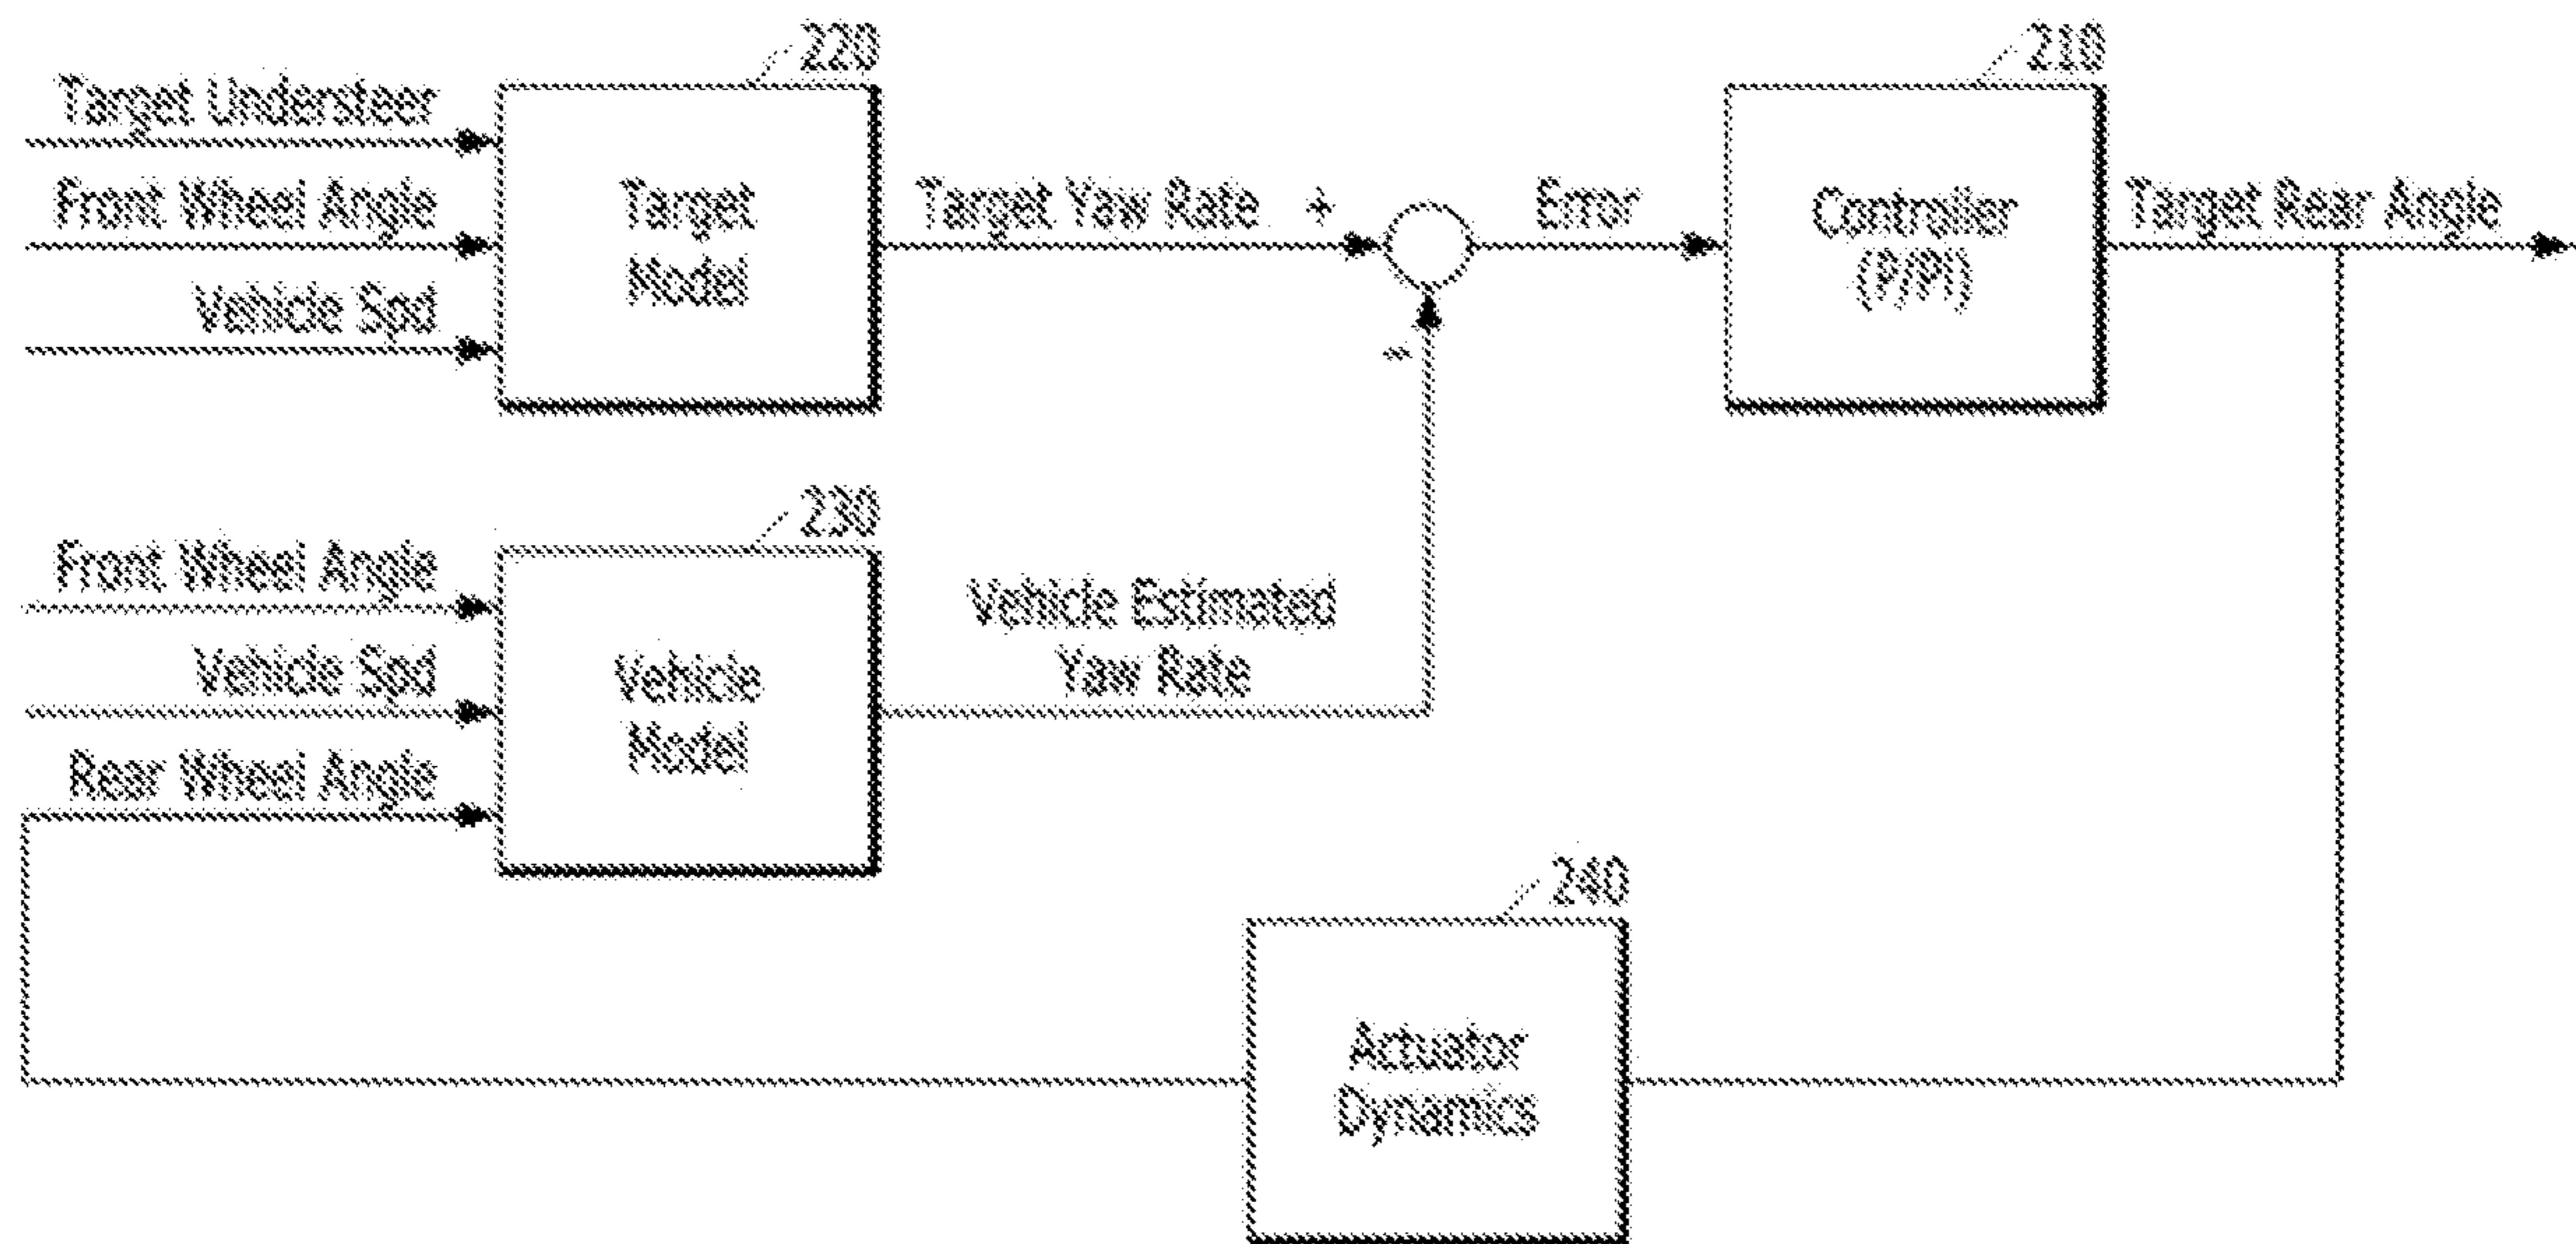 220
210
Target Understeer
Front Wheel Angle
Vehicle Spd
Target
Model
Target Yaw Rate +
-
Error
Controller
(P/PI)
Target Rear Angle
230
Front Wheel Angle
Vehicle Spd
Rear Wheel Angle
Vehicle
Model
Vehicle Estimated
Yaw Rate
240
Actuator
Dynamics